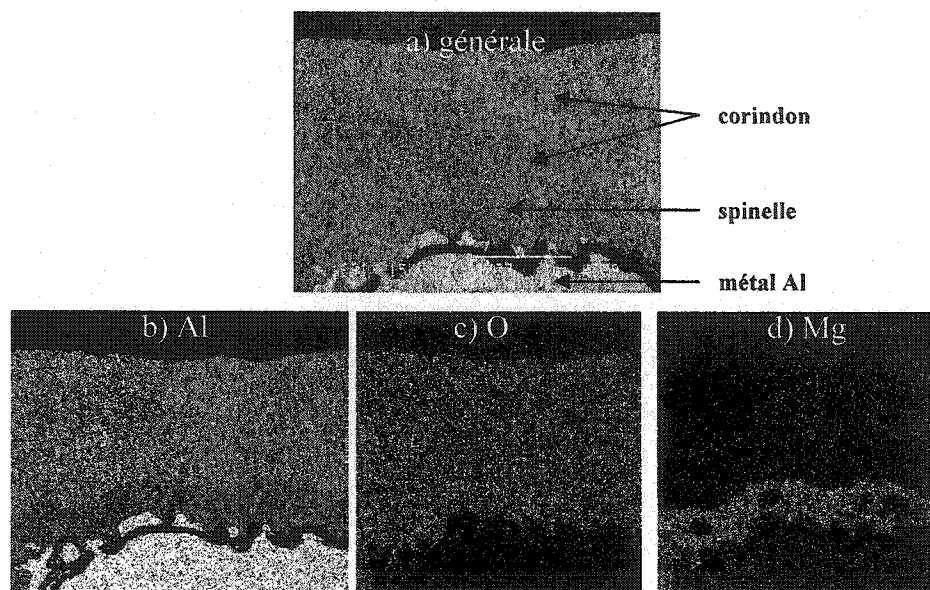 a) générale
corindon
spinelle
métal Al
b) Al
c) O
d) Mg